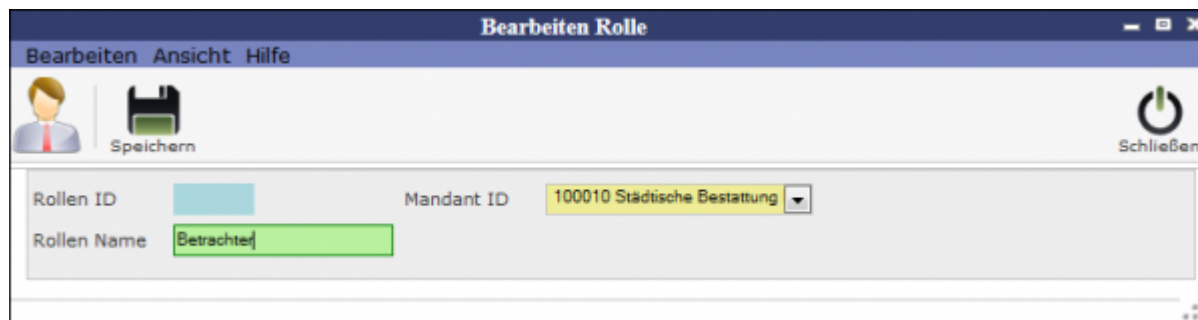 Bearbeiten Rolle
Bearbeiten Ansicht Hilfe
Speichern
Schließen
Rollen ID
Mandant ID
100010 Städtische Bestattung
Rollen Name
Betrachter